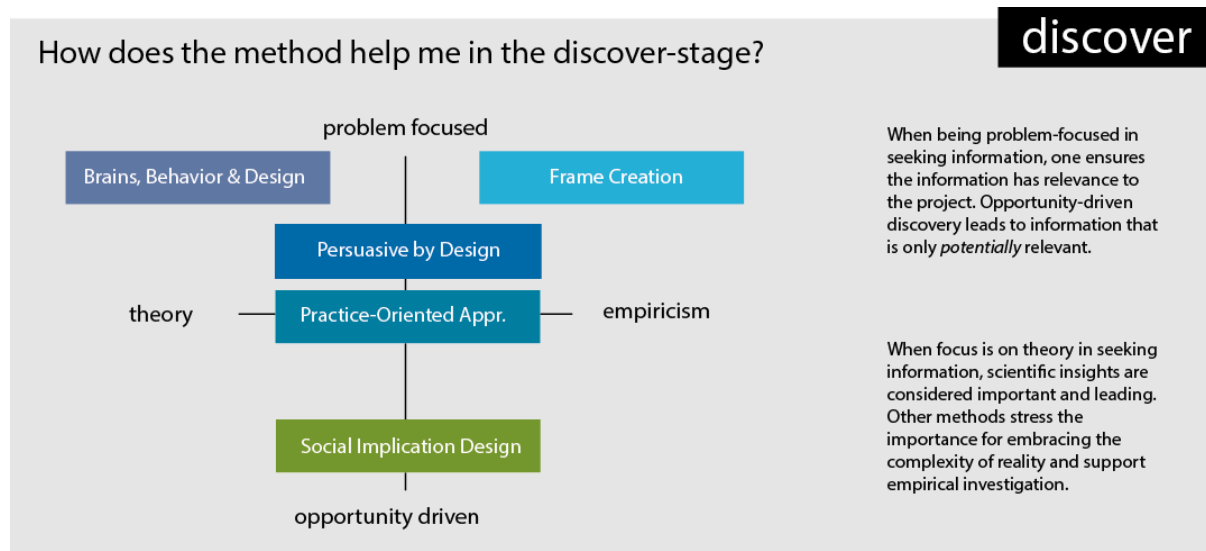 discover
How does the method help me in the discover-stage?
problem focused
Brains, Behavior & Design
Frame Creation
Persuasive by Design
theory
Practice-Oriented Appr.
empiricism
Social Implication Design
opportunity driven
When being problem-focused in
seeking information, one ensures
the information has relevance to
the project. Opportunity-driven
discovery leads to information that
is only potentially relevant.
When focus is on theory in seeking
information, scientific insights are
considered important and leading.
Other methods stress the
importance for embracing the
complexity of reality and support
empirical investigation.